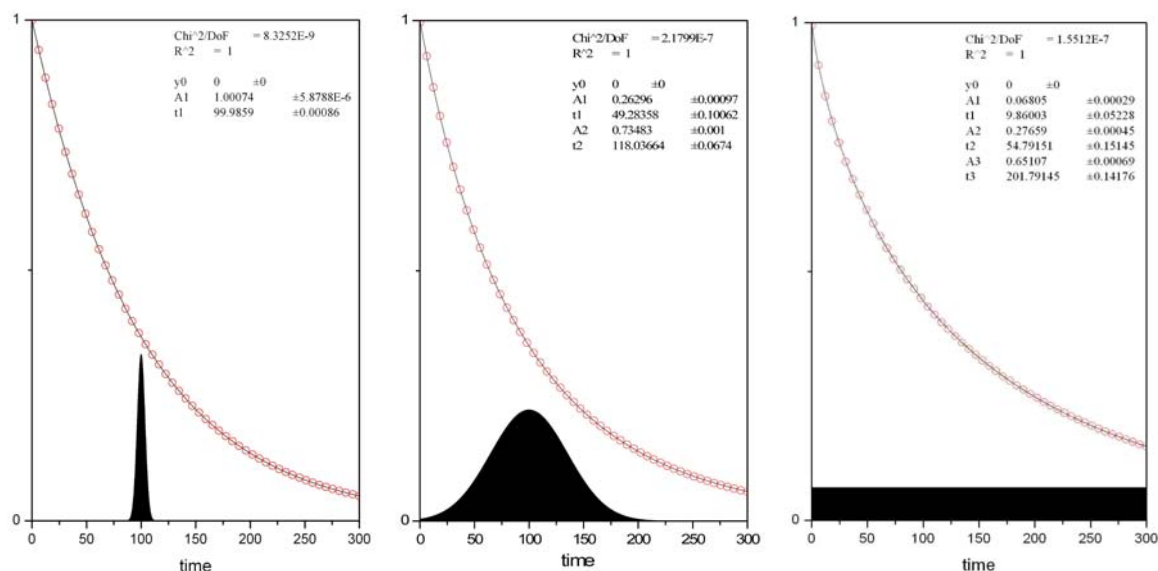 1
Chi^2/DoF = 8.3252E-9
R^2 = 1
y0 0 ±0
A1 1.00074 ±5.8788E-6
t1 99.9859 ±0.00086
0
0 50 100 150 200 250 300
time
1
Chi^2/DoF = 2.1799E-7
R^2 = 1
y0 0 ±0
A1 0.26296 ±0.00097
t1 49.28358 ±0.10062
A2 0.73483 ±0.001
t2 118.03664 ±0.0674
0
0 50 100 150 200 250 300
time
1
Chi^2/DoF = 1.5512E-7
R^2 = 1
y0 0 ±0
A1 0.06805 ±0.00029
t1 9.86003 ±0.05228
A2 0.27659 ±0.00045
t2 54.79151 ±0.15145
A3 0.65107 ±0.00069
t3 201.79145 ±0.14176
0
0 50 100 150 200 250 300
time